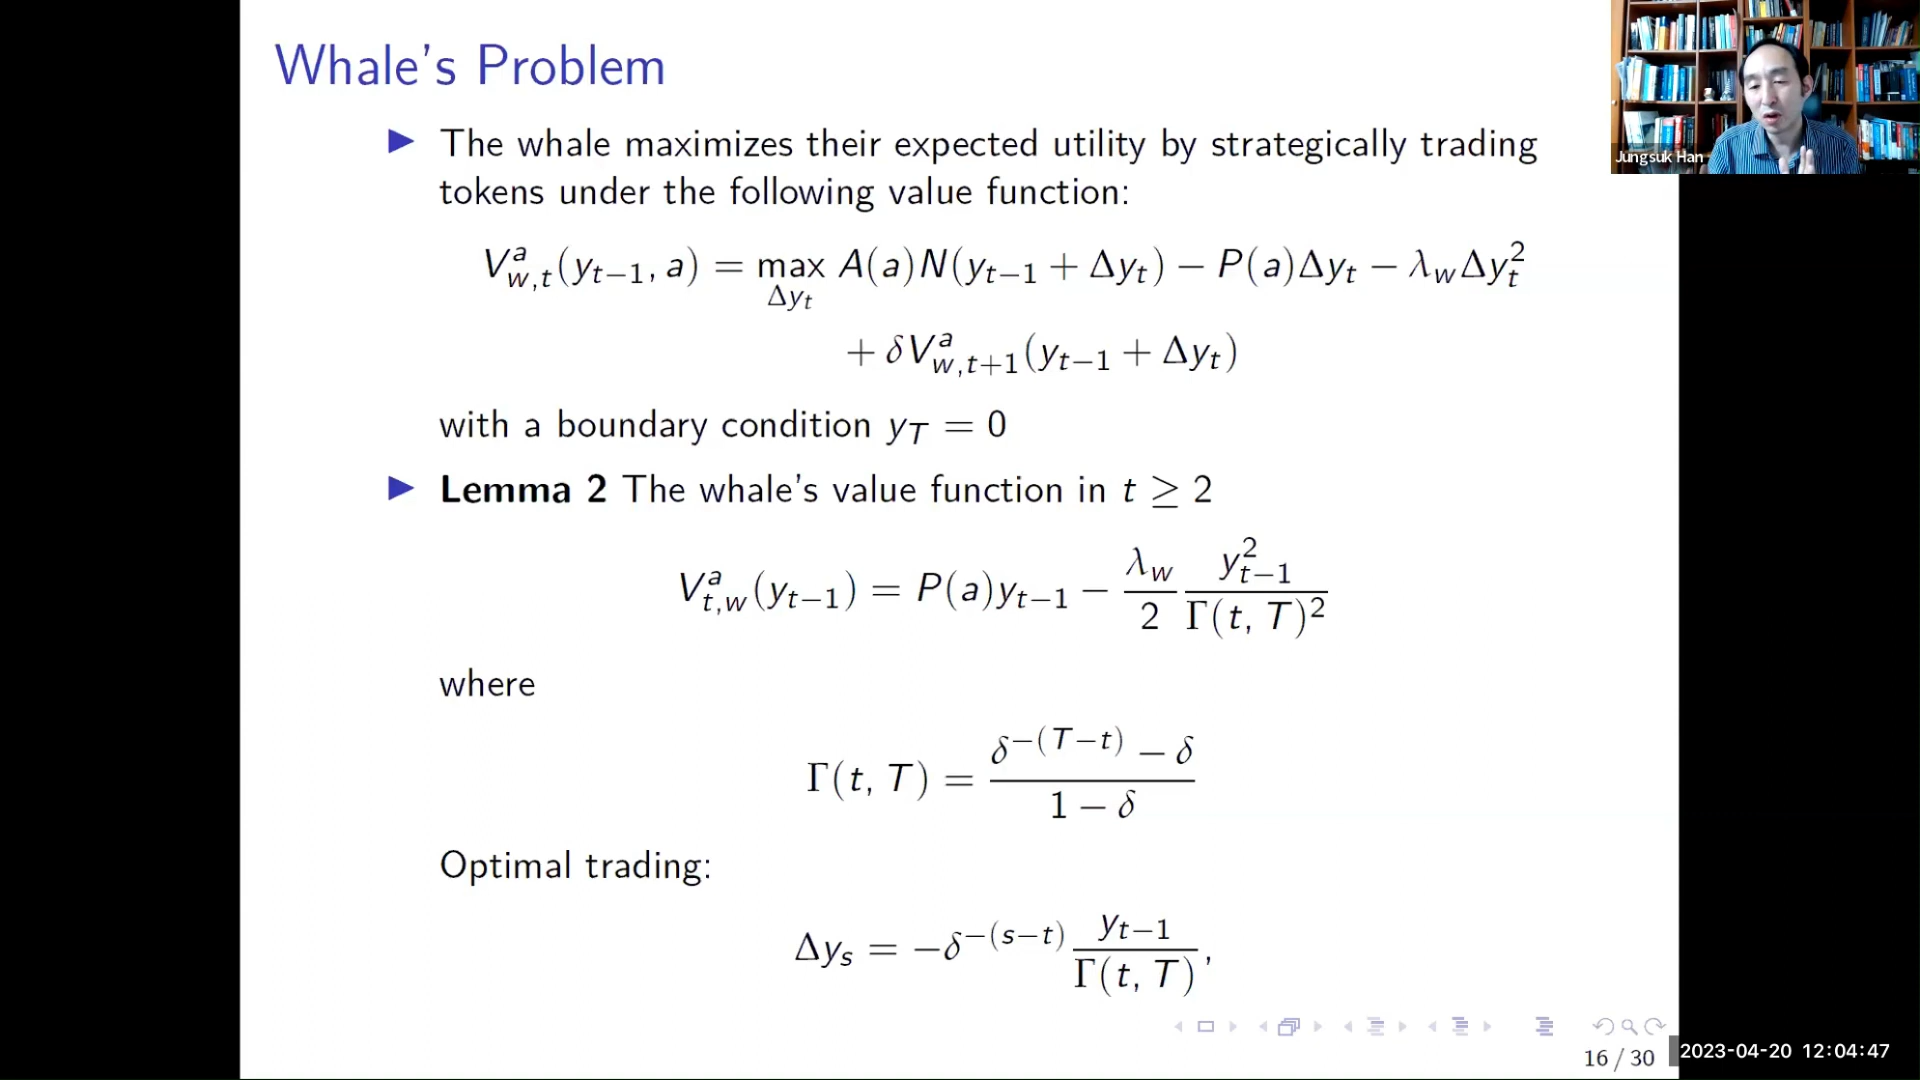 Whale's Problem
▶ The whale maximizes their expected utility by strategically trading
tokens under the following value function:
V^a_{w,t}(y_{t−1}, a) = max_{Δy_t} A(a)N(y_{t−1} + Δy_t) − P(a)Δy_t − λ_w Δy_t^2
+ δV^a_{w,t+1}(y_{t−1} + Δy_t)
with a boundary condition y_T = 0
▶ Lemma 2 The whale's value function in t ≥ 2
V^a_{t,w}(y_{t−1}) = P(a)y_{t−1} − \frac{λ_w}{2} \frac{y_{t−1}^2}{Γ(t, T)^2}
where
Γ(t, T) = \frac{δ^{−(T−t)} − δ}{1 − δ}
Optimal trading:
Δy_s = −δ^{−(s−t)} \frac{y_{t−1}}{Γ(t, T)},
16 / 30
Jungsuk Han
2023-04-20 12:04:47